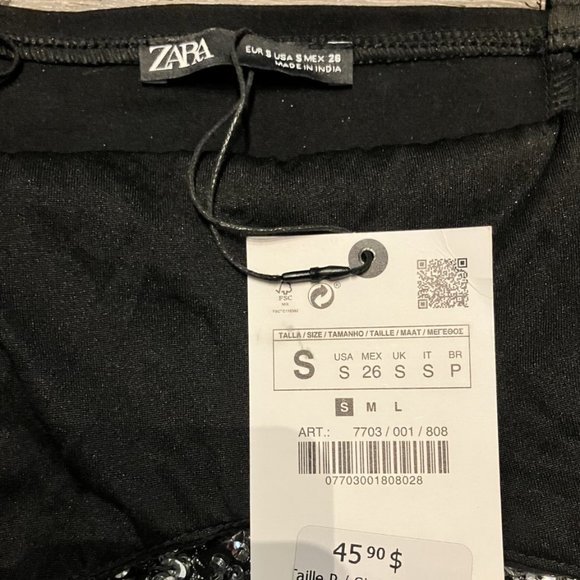 ZARA
EUR S USA S MEX 26
MADE IN INDIA
FSC
MIX
TALLA / SIZE / TAMANHO / TAILLE / MAAT / ΜΕΓΕΘΟΣ
S
USA MEX UK IT BR
S 26 S S P
S M L
ART.: 7703 / 001 / 808
07703001808028
45 90 $